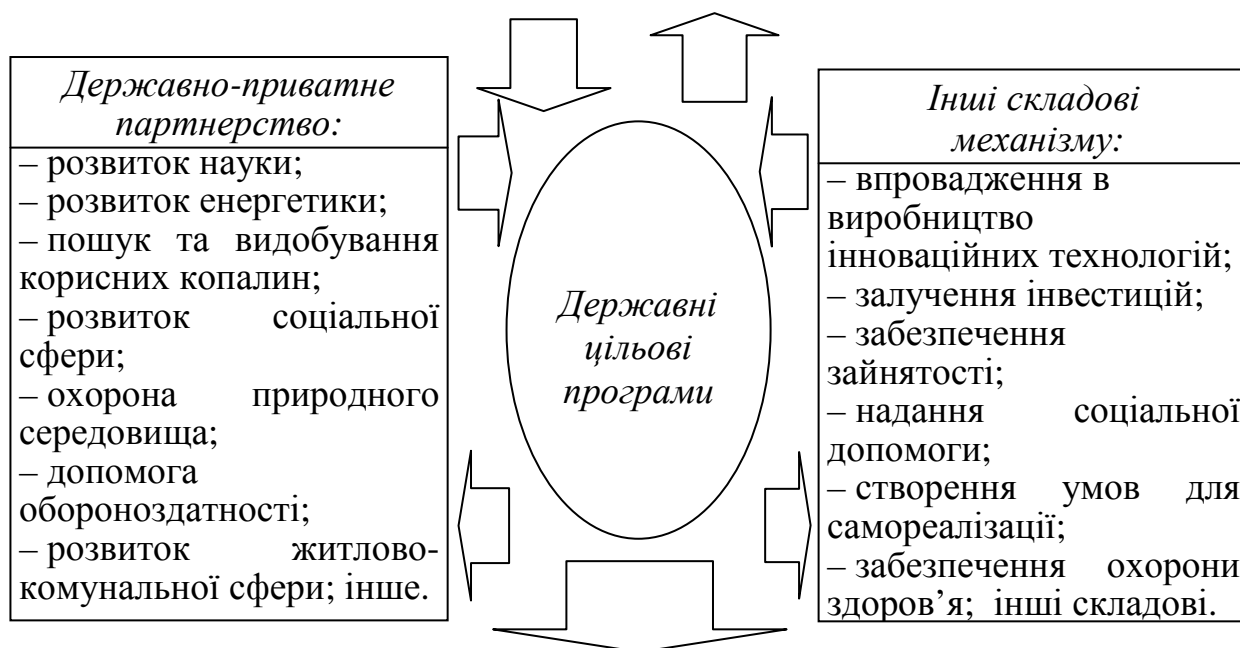 Державно-приватне
партнерство:
– розвиток науки;
– розвиток енергетики;
– пошук та видобування
корисних копалин;
– розвиток соціальної
сфери;
– охорона природного
середовища;
– допомога
обороноздатності;
– розвиток житлово-
комунальної сфери; інше.
Державні
цільові
програми
Інші складові
механізму:
– впровадження в
виробництво
інноваційних технологій;
– залучення інвестицій;
– забезпечення
зайнятості;
– надання соціальної
допомоги;
– створення умов для
самореалізації;
– забезпечення охорони
здоров’я; інші складові.